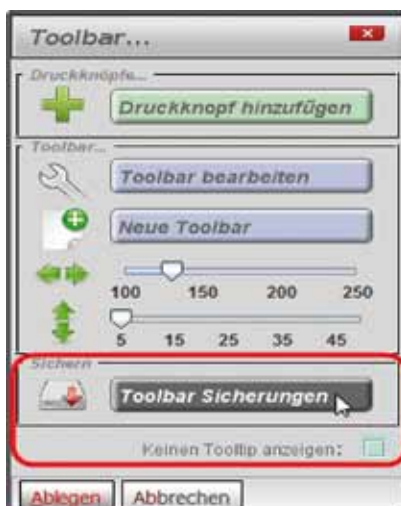 Toolbar...
Druckknöpfe...
Druckknopf hinzufügen
Toolbar...
Toolbar bearbeiten
Neue Toolbar
100 150 200 250
5 15 25 35 45
Sichern
Toolbar Sicherungen
Keinen Tooltip anzeigen:
Ablegen Abbrechen